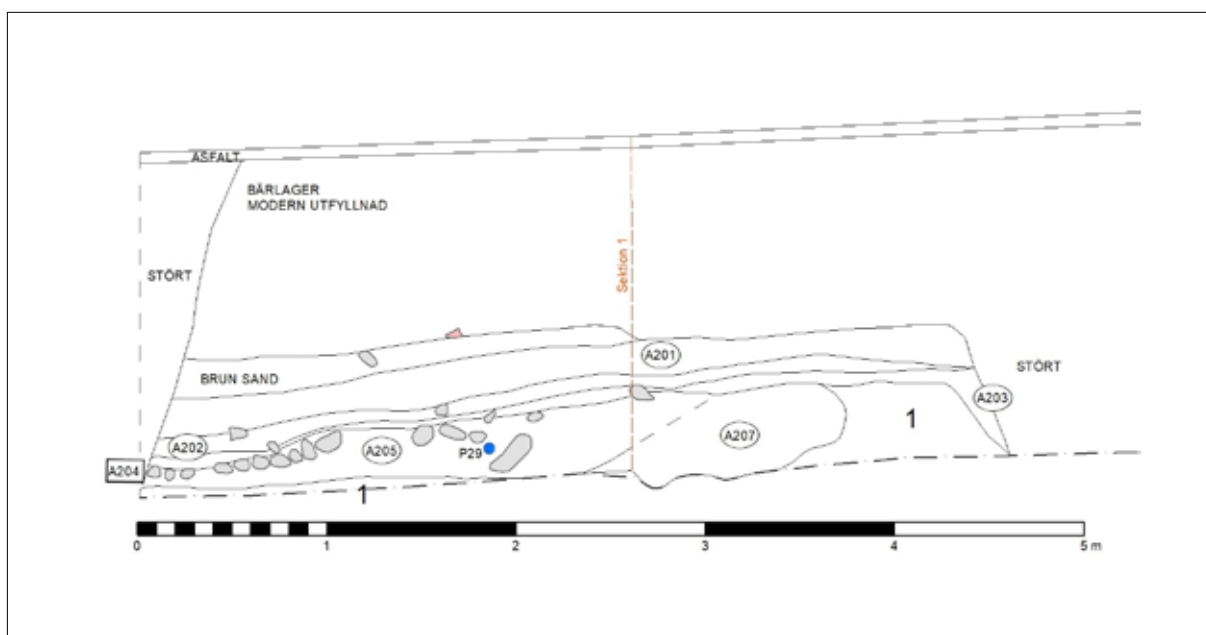 ASFALT
BÄRLAGER
MODERN UTFYLLNAD
STÖRT
Sektion 1
A201
BRUN SAND
STÖRT
A203
A202
A205
P29
A207
1
A204
1
0
1
2
3
4
5 m